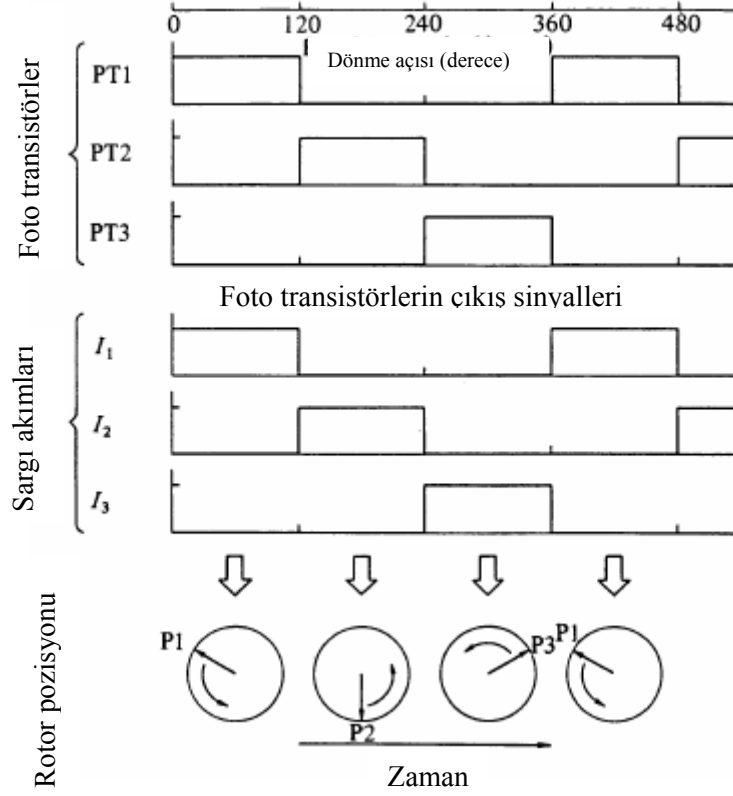 0 120 240 360 480
Dönme açısı (derece)
Foto transistörler
PT1
PT2
PT3
Foto transistörlerin çıkış sinyalleri
Sargı akımları
I1
I2
I3
Rotor pozisyonu
P1 P2 P3 P1
Zaman